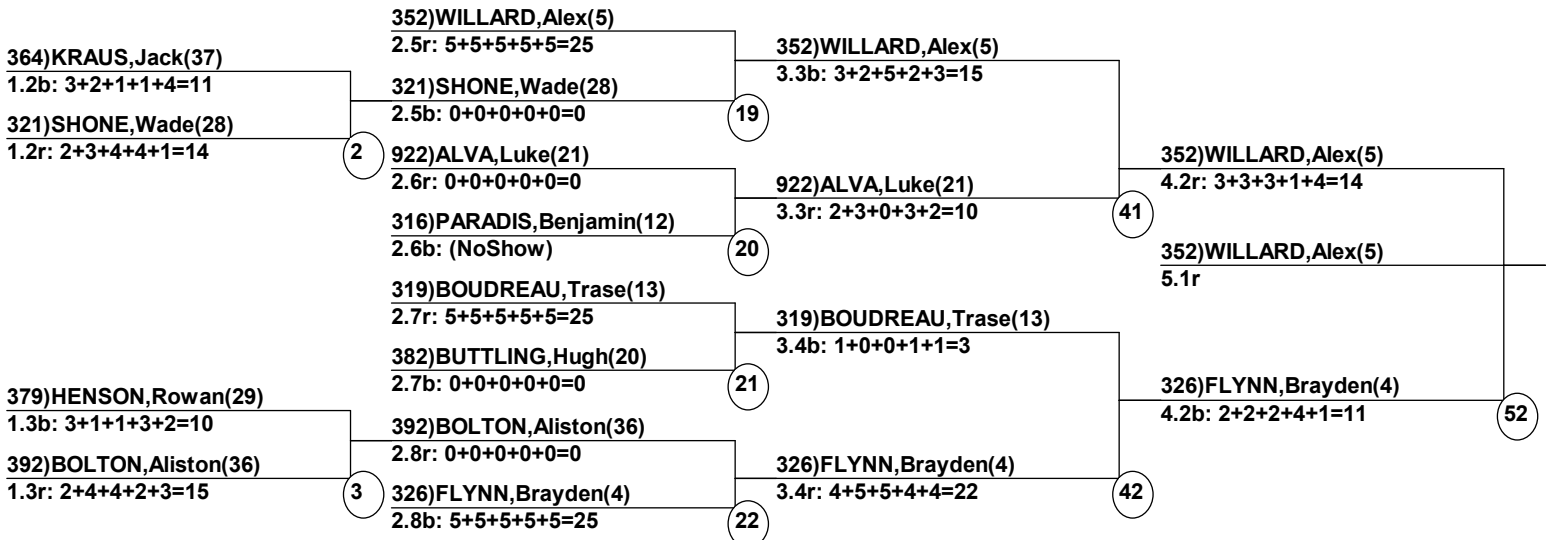 364)KRAUS,Jack(37)
1.2b: 3+2+1+1+4=11
321)SHONE,Wade(28)
1.2r: 2+3+4+4+1=14
2
379)HENSON,Rowan(29)
1.3b: 3+1+1+3+2=10
392)BOLTON,Aliston(36)
1.3r: 2+4+4+2+3=15
3
352)WILLARD,Alex(5)
2.5r: 5+5+5+5+5=25
321)SHONE,Wade(28)
2.5b: 0+0+0+0+0=0
19
922)ALVA,Luke(21)
2.6r: 0+0+0+0+0=0
316)PARADIS,Benjamin(12)
2.6b: (NoShow)
20
319)BOUDREAU,Trase(13)
2.7r: 5+5+5+5+5=25
382)BUTTLING,Hugh(20)
2.7b: 0+0+0+0+0=0
21
392)BOLTON,Aliston(36)
2.8r: 0+0+0+0+0=0
326)FLYNN,Brayden(4)
2.8b: 5+5+5+5+5=25
22
352)WILLARD,Alex(5)
3.3b: 3+2+5+2+3=15
922)ALVA,Luke(21)
3.3r: 2+3+0+3+2=10
41
319)BOUDREAU,Trase(13)
3.4b: 1+0+0+1+1=3
326)FLYNN,Brayden(4)
3.4r: 4+5+5+4+4=22
42
352)WILLARD,Alex(5)
4.2r: 3+3+3+1+4=14
352)WILLARD,Alex(5)
5.1r
326)FLYNN,Brayden(4)
4.2b: 2+2+2+4+1=11
52